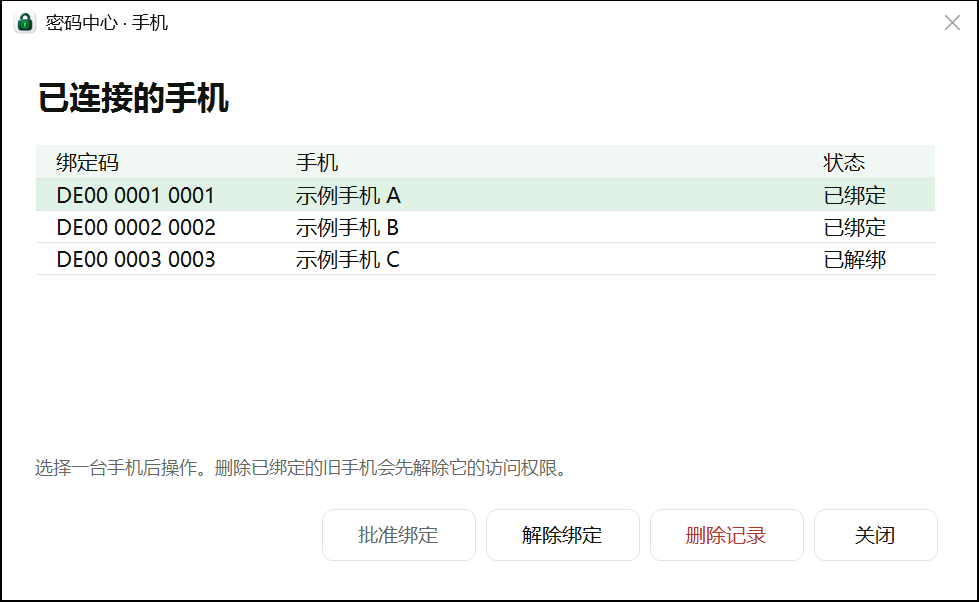 密码中心 · 手机
已连接的手机
绑定码 手机 状态
DE00 0001 0001 示例手机 A 已绑定
DE00 0002 0002 示例手机 B 已绑定
DE00 0003 0003 示例手机 C 已解绑
选择一台手机后操作。删除已绑定的旧手机会先解除它的访问权限。
批准绑定 解除绑定 删除记录 关闭